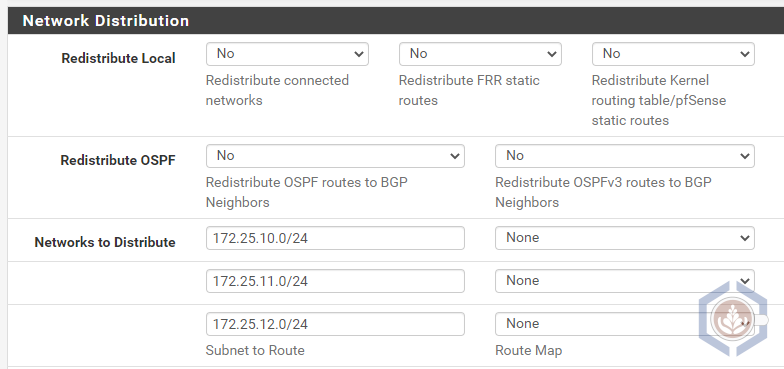 Network Distribution
Redistribute Local
No
No
No
Redistribute connected
networks
Redistribute FRR static
routes
Redistribute Kernel
routing table/pfSense
static routes
Redistribute OSPF
No
No
Redistribute OSPF routes to BGP
Neighbors
Redistribute OSPFv3 routes to BGP
Neighbors
Networks to Distribute
172.25.10.0/24
None
172.25.11.0/24
None
172.25.12.0/24
None
Subnet to Route
Route Map